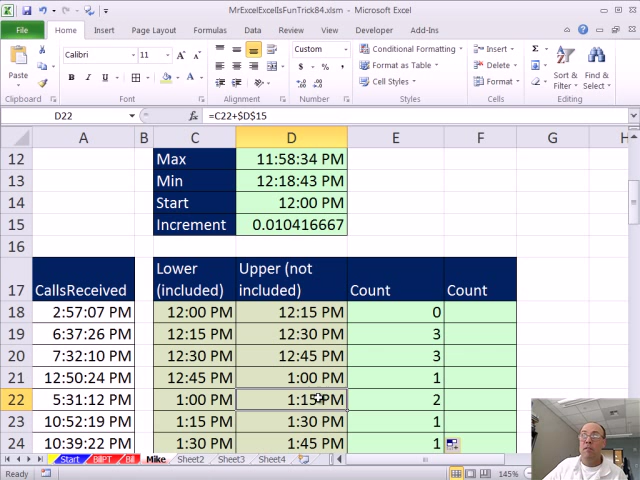 MrExcelExcelIsFunTrick84.xlsm - Microsoft Excel
File Home Insert Page Layout Formulas Data Review View Developer Add-Ins
Paste Calibri 11 A A Custom Conditional Formatting Insert Σ
B I U A $ % , Format as Table Delete Sort & Find &
Cell Styles Format Filter Select
Clipboard Font Alignment Number Styles Cells Editing
D22 fx =C22+$D$15
A B C D E F G H
12 Max 11:58:34 PM
13 Min 12:18:43 PM
14 Start 12:00 PM
15 Increment 0.010416667
16
Lower Upper (not
17 CallsReceived (included) included) Count Count
18 2:57:07 PM 12:00 PM 12:15 PM 0
19 6:37:26 PM 12:15 PM 12:30 PM 3
20 7:32:10 PM 12:30 PM 12:45 PM 3
21 12:50:24 PM 12:45 PM 1:00 PM 1
22 5:31:12 PM 1:00 PM 1:15 PM 2
23 10:52:19 PM 1:15 PM 1:30 PM 1
24 10:39:22 PM 1:30 PM 1:45 PM 1
Start BillPT Bill Mike Sheet2 Sheet3 Sheet4
Ready 145%